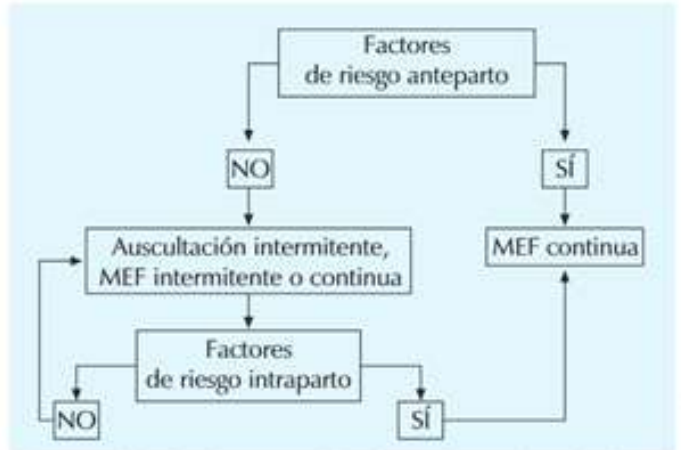 Factores
de riesgo anteparto
NO
SÍ
Auscultación intermitente,
MEF intermitente o continua
MEF continua
Factores
de riesgo intraparto
NO
SÍ